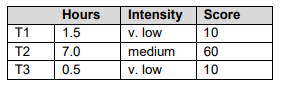 Hours Intensity Score
T1 1.5 v. low 10
T2 7.0 medium 60
T3 0.5 v. low 10